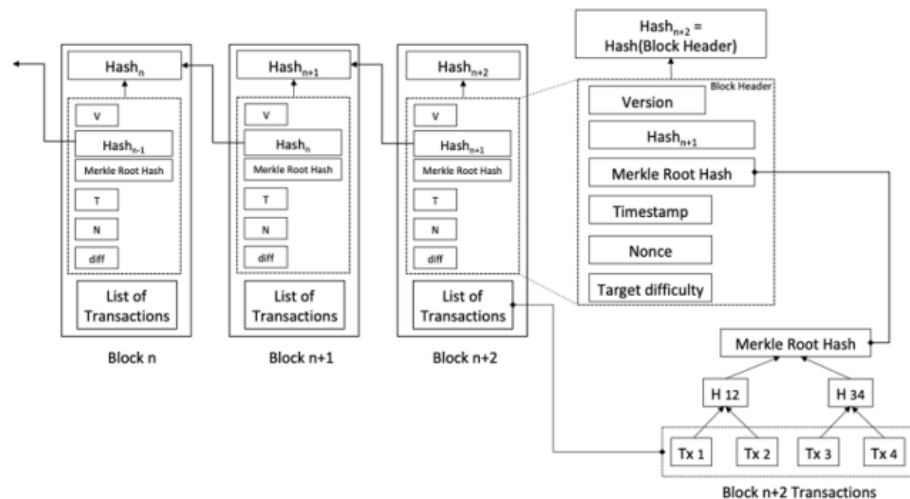 Hashₙ
V
Hashₙ₋₁
Merkle Root Hash
T
N
diff
List of
Transactions
Block n
Hashₙ₊₁
V
Hashₙ
Merkle Root Hash
T
N
diff
List of
Transactions
Block n+1
Hashₙ₊₂
V
Hashₙ₊₁
Merkle Root Hash
T
N
diff
List of
Transactions
Block n+2
Hashₙ₊₂ =
Hash(Block Header)
Block Header
Version
Hashₙ₊₁
Merkle Root Hash
Timestamp
Nonce
Target difficulty
Merkle Root Hash
H 12
H 34
Tx 1
Tx 2
Tx 3
Tx 4
Block n+2 Transactions